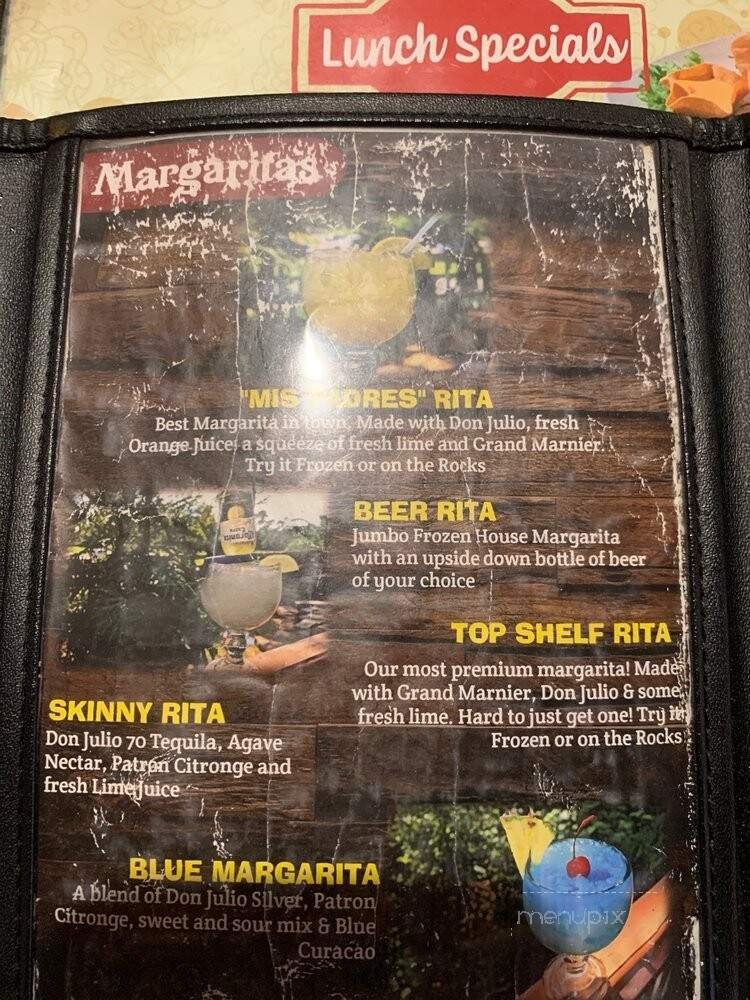 Lunch Specials
Margaritas
"MIS PADRES" RITA
Best Margarita in town, Made with Don Julio, fresh
Orange Juice, a squeeze of fresh lime and Grand Marnier.
Try it Frozen or on the Rocks
BEER RITA
Jumbo Frozen House Margarita
with an upside down bottle of beer
of your choice
TOP SHELF RITA
Our most premium margarita! Made
with Grand Marnier, Don Julio & some
fresh lime. Hard to just get one! Try it
Frozen or on the Rocks
SKINNY RITA
Don Julio 70 Tequila, Agave
Nectar, Patron Citronge and
fresh Lime Juice
BLUE MARGARITA
A blend of Don Julio Silver, Patron
Citronge, sweet and sour mix & Blue
Curacao
menupix